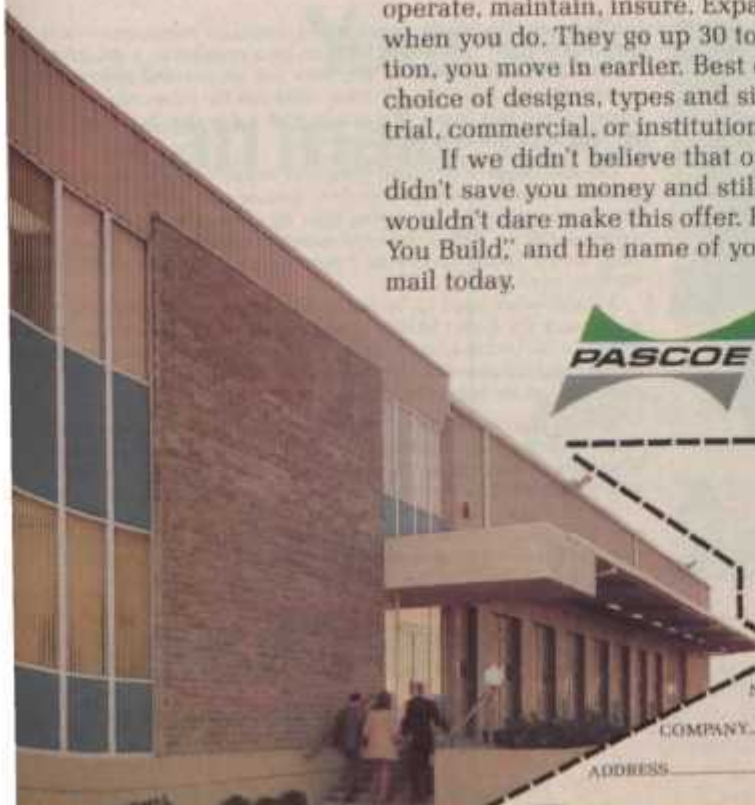 operate, maintain, insure. Expa
when you do. They go up 30 to
tion, you move in earlier. Best
choice of designs, types and si
trial, commercial, or institution
If we didn't believe that o
didn't save you money and stil
wouldn't dare make this offer.
You Build," and the name of yo
mail today.
PASCOE
COMPANY
ADDRESS